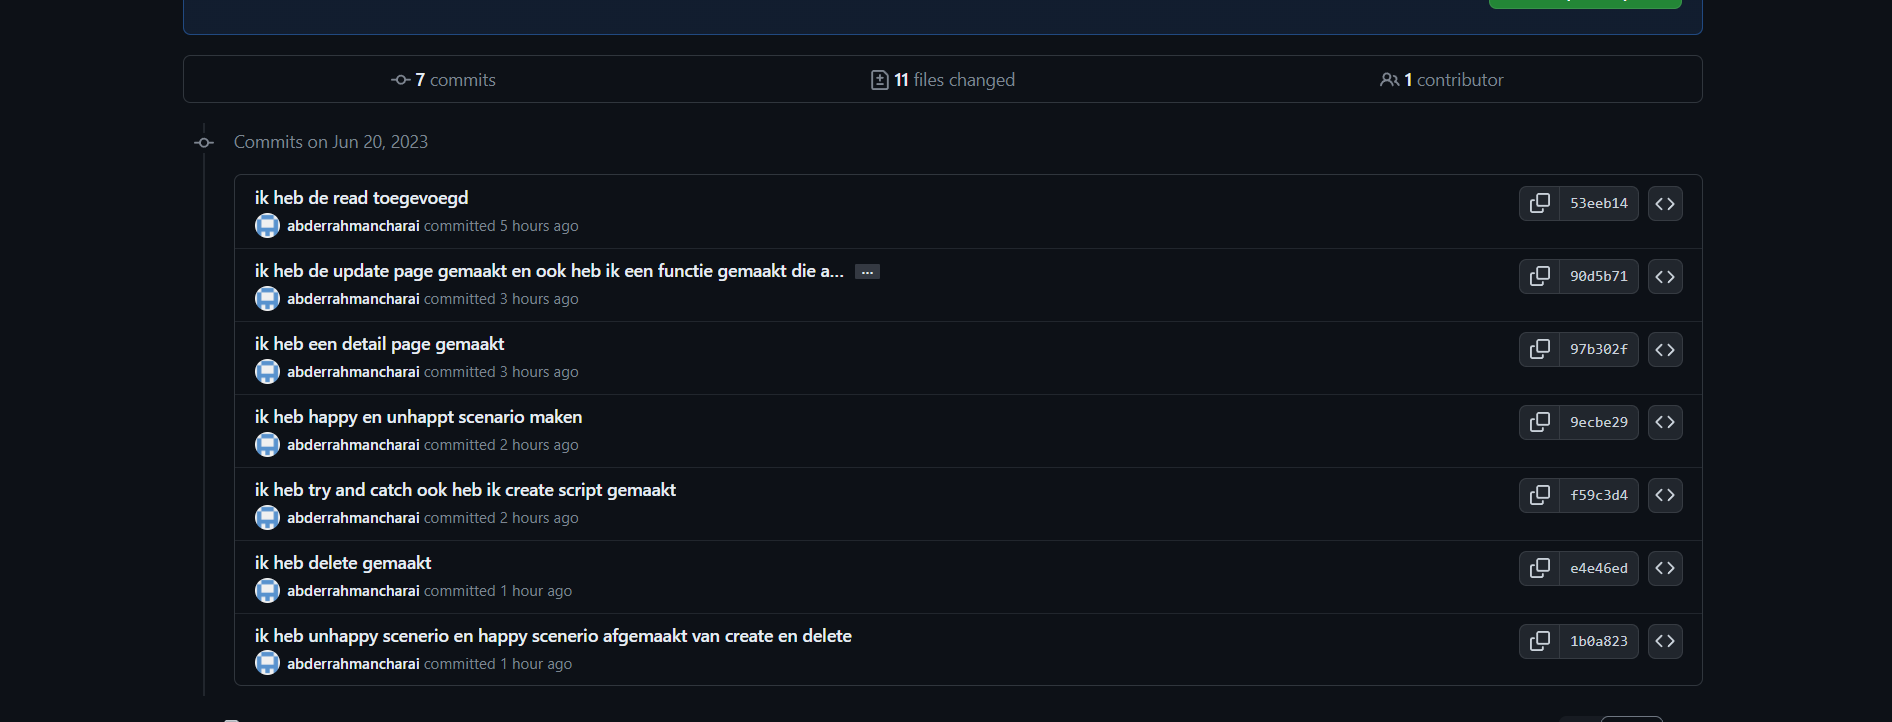 7 commits
11 files changed
1 contributor
Commits on Jun 20, 2023
ik heb de read toegevoegd
53eeb14
abderrahmancharai committed 5 hours ago
ik heb de update page gemaakt en ook heb ik een functie gemaakt die a... ...
90d5b71
abderrahmancharai committed 3 hours ago
ik heb een detail page gemaakt
97b302f
abderrahmancharai committed 3 hours ago
ik heb happy en unhappt scenario maken
9ecbe29
abderrahmancharai committed 2 hours ago
ik heb try and catch ook heb ik create script gemaakt
f59c3d4
abderrahmancharai committed 2 hours ago
ik heb delete gemaakt
e4e46ed
abderrahmancharai committed 1 hour ago
ik heb unhappy scenerio en happy scenerio afgemaakt van create en delete
1b0a823
abderrahmancharai committed 1 hour ago